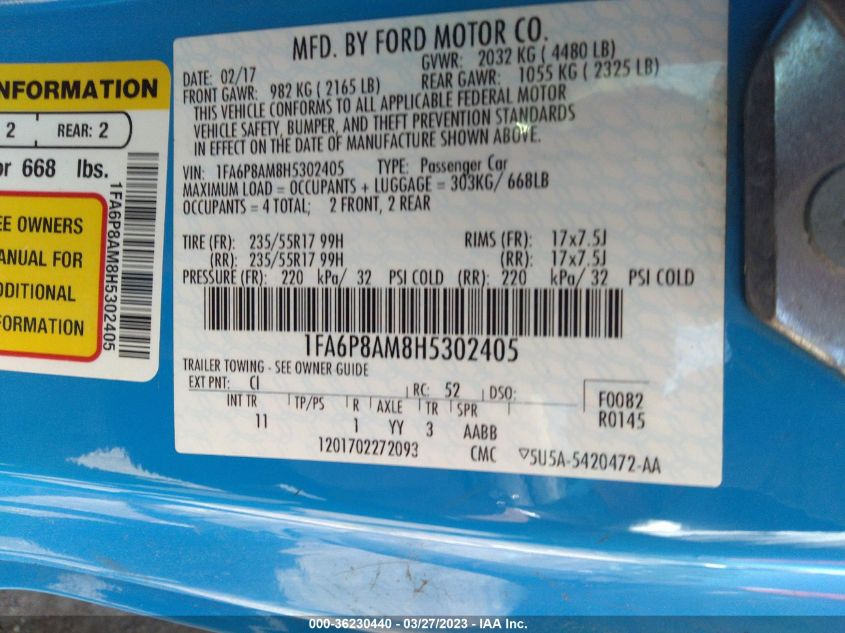 NFORMATION
2 REAR: 2
or 668 lbs.
EE OWNERS
ANUAL FOR
DDITIONAL
FORMATION
1FA6P8AM8H5302405
MFD. BY FORD MOTOR CO.
DATE: 02/17 GVWR: 2032 KG ( 4480 LB)
FRONT GAWR: 982 KG ( 2165 LB) REAR GAWR: 1055 KG ( 2325 LB)
THIS VEHICLE CONFORMS TO ALL APPLICABLE FEDERAL MOTOR
VEHICLE SAFETY, BUMPER, AND THEFT PREVENTION STANDARDS
IN EFFECT ON THE DATE OF MANUFACTURE SHOWN ABOVE.
VIN: 1FA6P8AM8H5302405 TYPE: Passenger Car
MAXIMUM LOAD = OCCUPANTS + LUGGAGE = 303KG/ 668LB
OCCUPANTS = 4 TOTAL; 2 FRONT, 2 REAR
TIRE (FR): 235/55R17 99H RIMS (FR): 17x7.5J
(RR): 235/55R17 99H (RR): 17x7.5J
PRESSURE (FR): 220 kPa/ 32 PSI COLD (RR): 220 kPa/ 32 PSI COLD
1FA6P8AM8H5302405
TRAILER TOWING - SEE OWNER GUIDE
EXT PNT: CI RC: 52 DSO:
INT TR TP/PS R AXLE TR SPR
11 1 YY 3 AABB
F0082
R0145
1201702272093 CMC ▽5U5A-5420472-AA
000-36230440 - 03/27/2023 - IAA Inc.